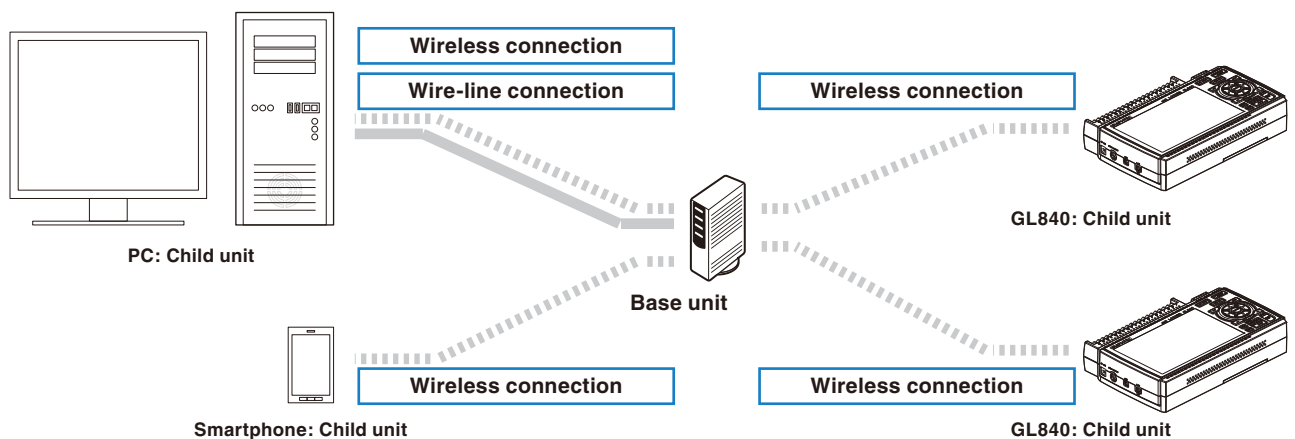 Wireless connection
Wire-line connection
Wireless connection
GL840: Child unit
PC: Child unit
Base unit
Wireless connection
Wireless connection
Smartphone: Child unit
GL840: Child unit